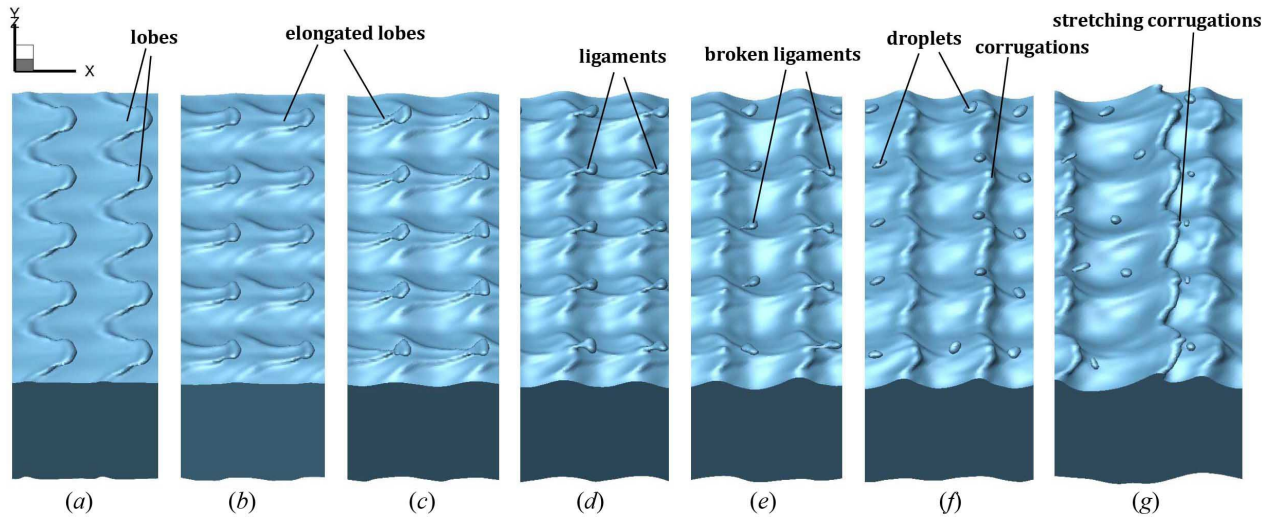 stretching corrugations
Y
Z
X
lobes
elongated lobes
ligaments
broken ligaments
droplets
corrugations
(a)
(b)
(c)
(d)
(e)
(f)
(g)